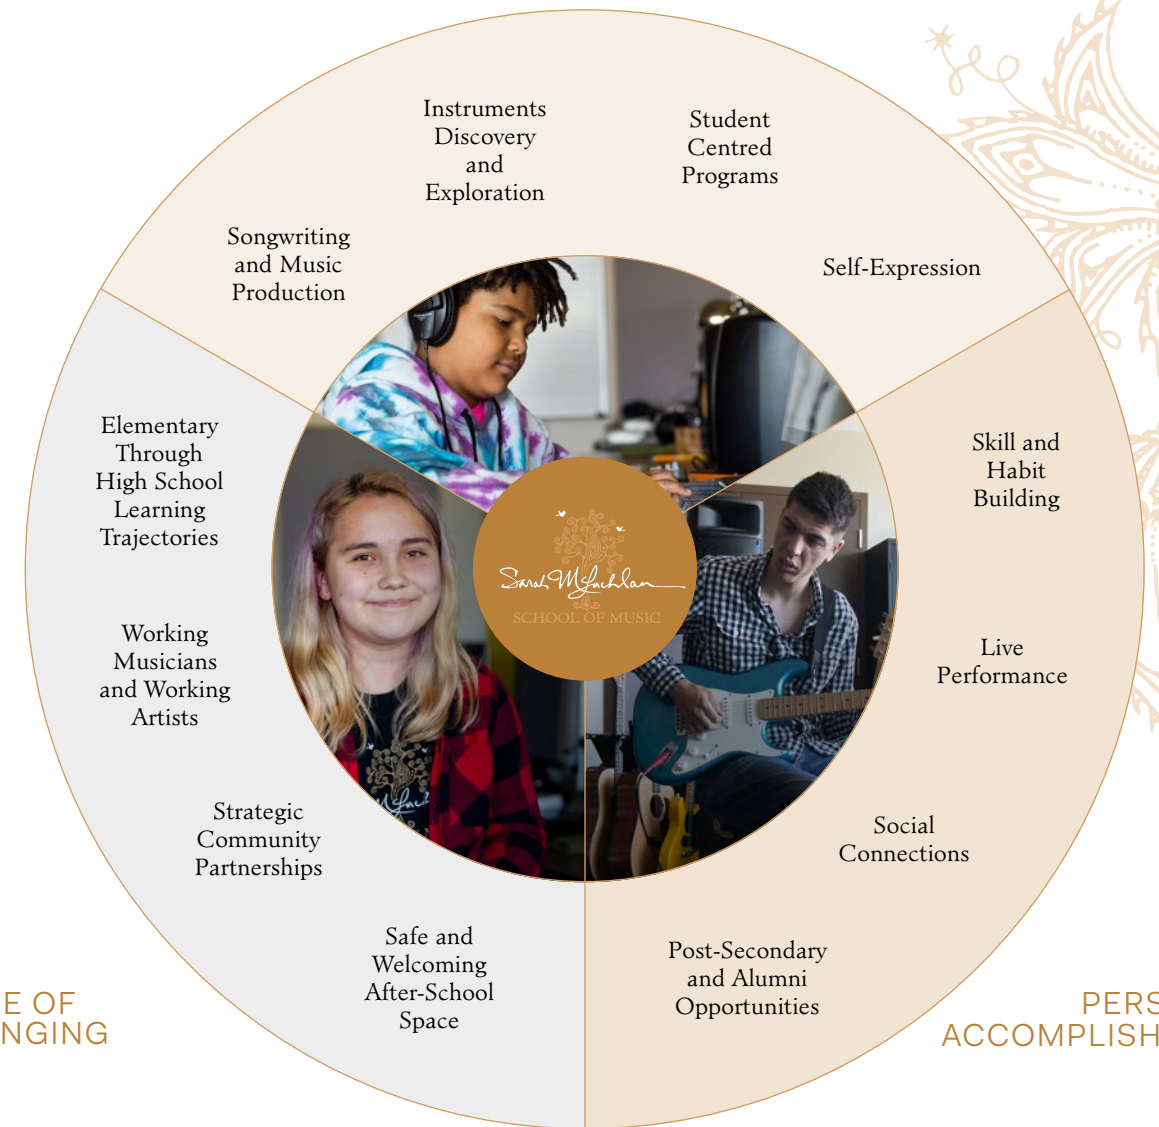 Instruments
Discovery
and
Exploration
Student
Centred
Programs
Songwriting
and Music
Production
Self-Expression
Elementary
Through
High School
Learning
Trajectories
Skill and
Habit
Building
Sarah McLachlan
SCHOOL OF MUSIC
Working
Musicians
and Working
Artists
Live
Performance
Strategic
Community
Partnerships
Social
Connections
Safe and
Welcoming
After-School
Space
Post-Secondary
and Alumni
Opportunities
E OF
NGING
PERS
ACCOMPLISH